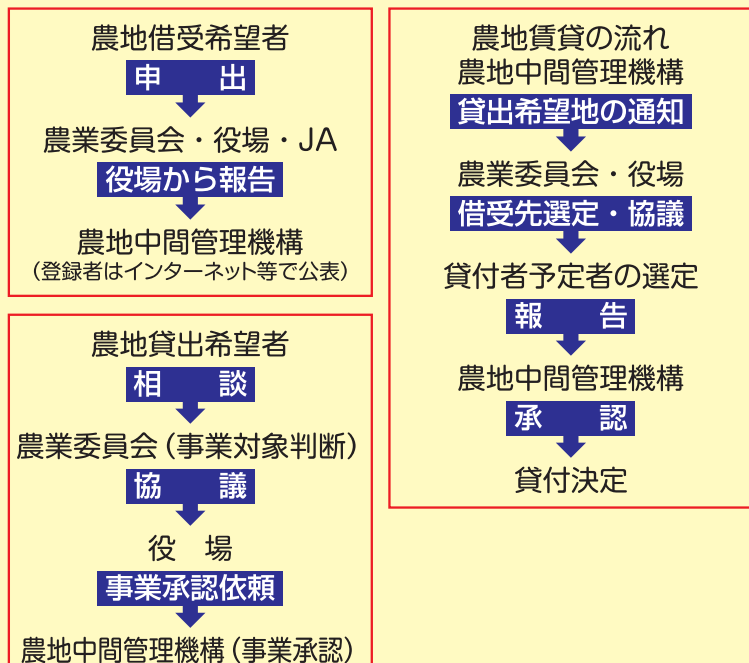 農地借受希望者
申　出
農業委員会・役場・JA
役場から報告
農地中間管理機構
（登録者はインターネット等で公表）
農地貸出希望者
相　談
農業委員会（事業対象判断）
協　議
役　場
事業承認依頼
農地中間管理機構（事業承認）
農地賃貸の流れ
農地中間管理機構
貸出希望地の通知
農業委員会・役場
借受先選定・協議
貸付者予定者の選定
報　告
農地中間管理機構
承　認
貸付決定